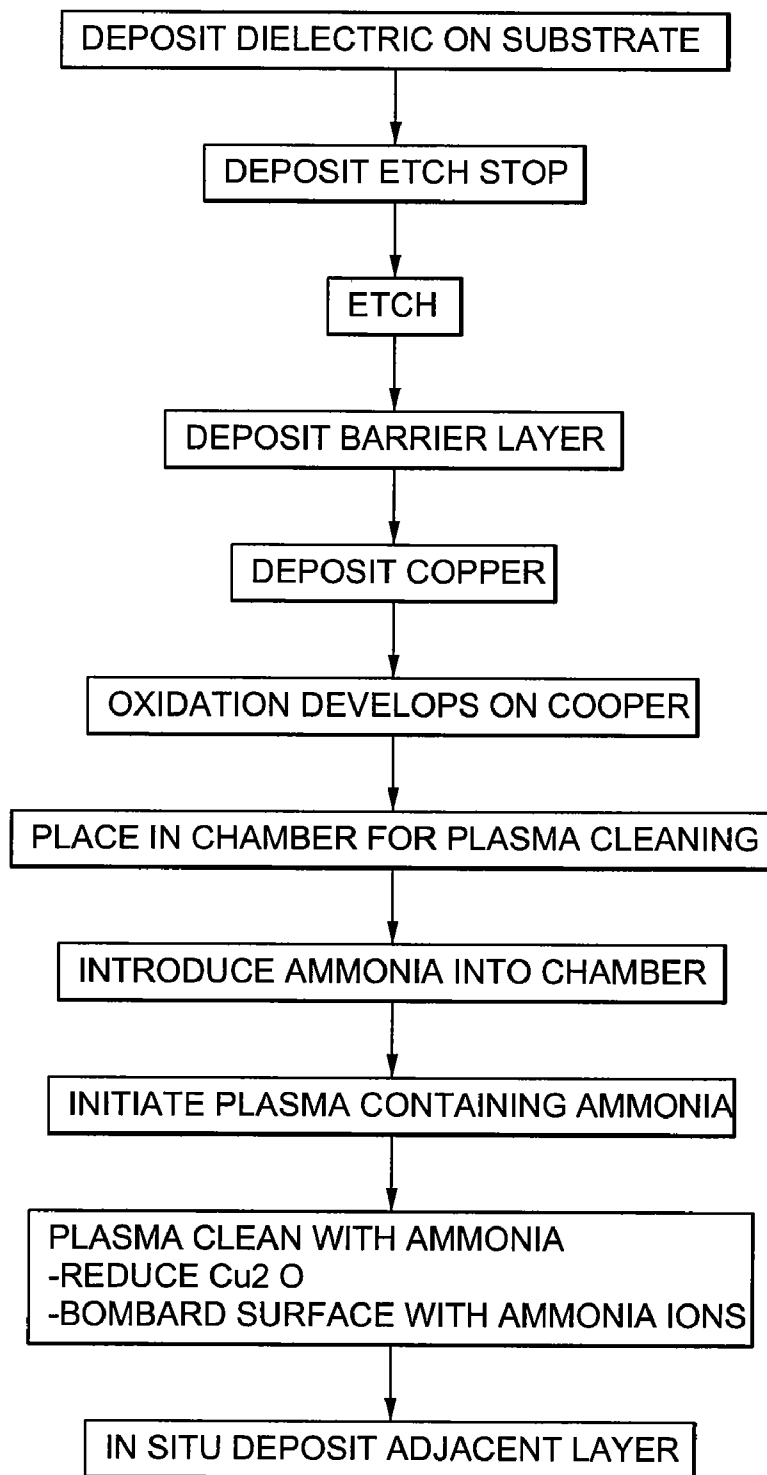 DEPOSIT DIELECTRIC ON SUBSTRATE
DEPOSIT ETCH STOP
ETCH
DEPOSIT BARRIER LAYER
DEPOSIT COPPER
OXIDATION DEVELOPS ON COOPER
PLACE IN CHAMBER FOR PLASMA CLEANING
INTRODUCE AMMONIA INTO CHAMBER
INITIATE PLASMA CONTAINING AMMONIA
PLASMA CLEAN WITH AMMONIA
-REDUCE Cu2 O
-BOMBARD SURFACE WITH AMMONIA IONS
IN SITU DEPOSIT ADJACENT LAYER